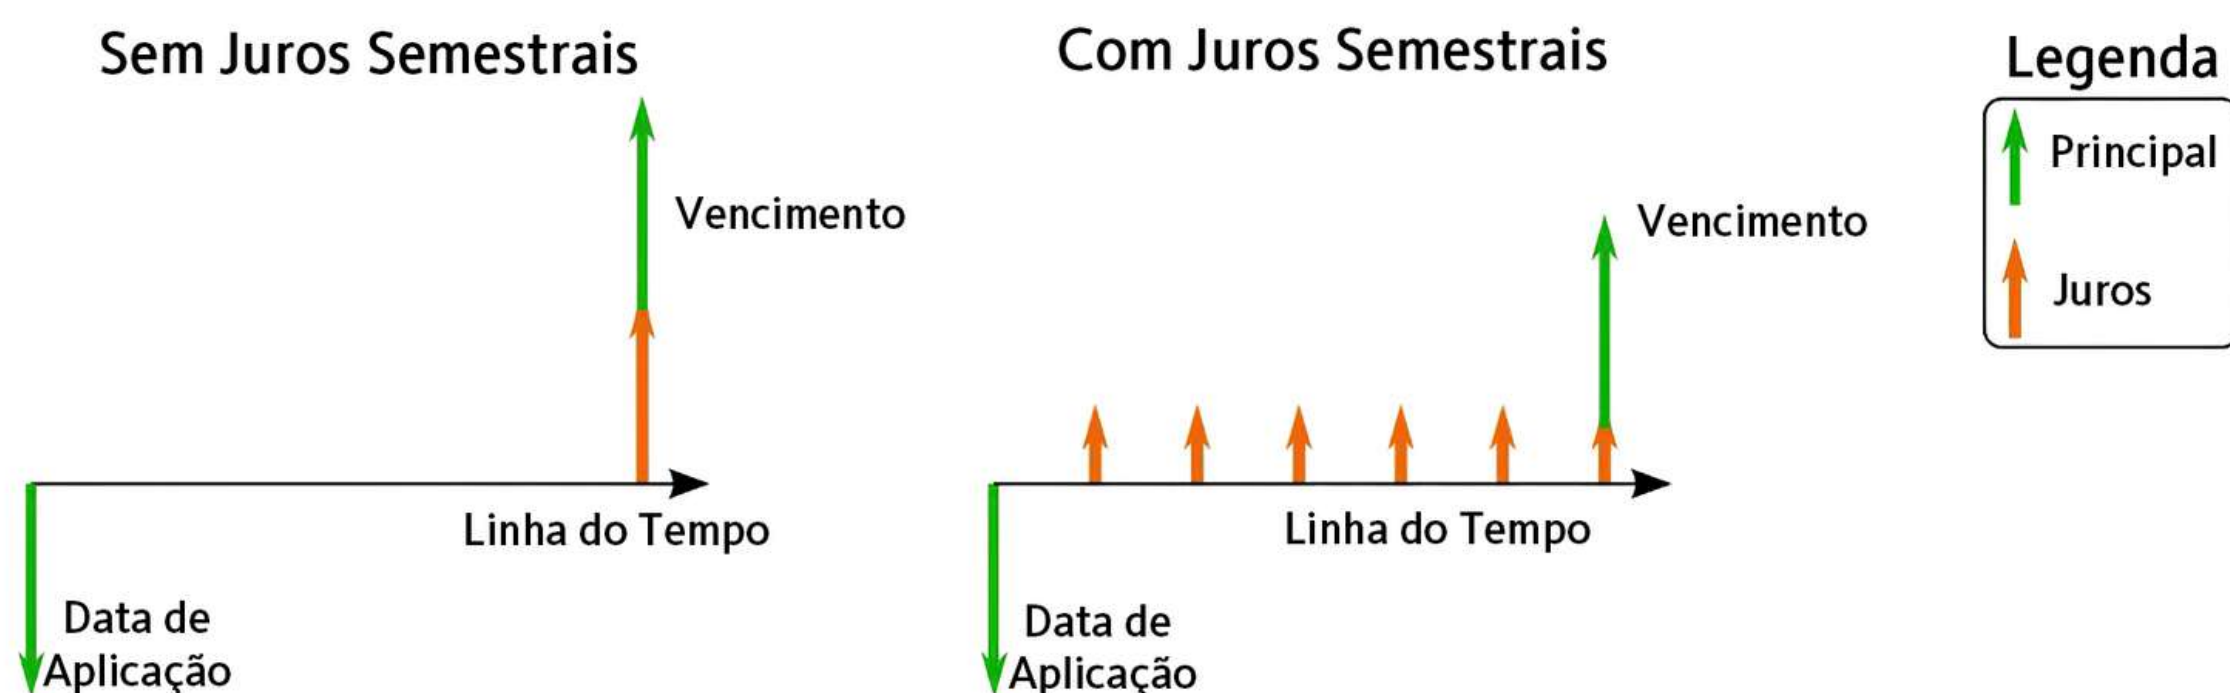 Sem Juros Semestrais
Vencimento
Linha do Tempo
Data de
Aplicação
Com Juros Semestrais
Vencimento
Linha do Tempo
Data de
Aplicação
Legenda
Principal
Juros